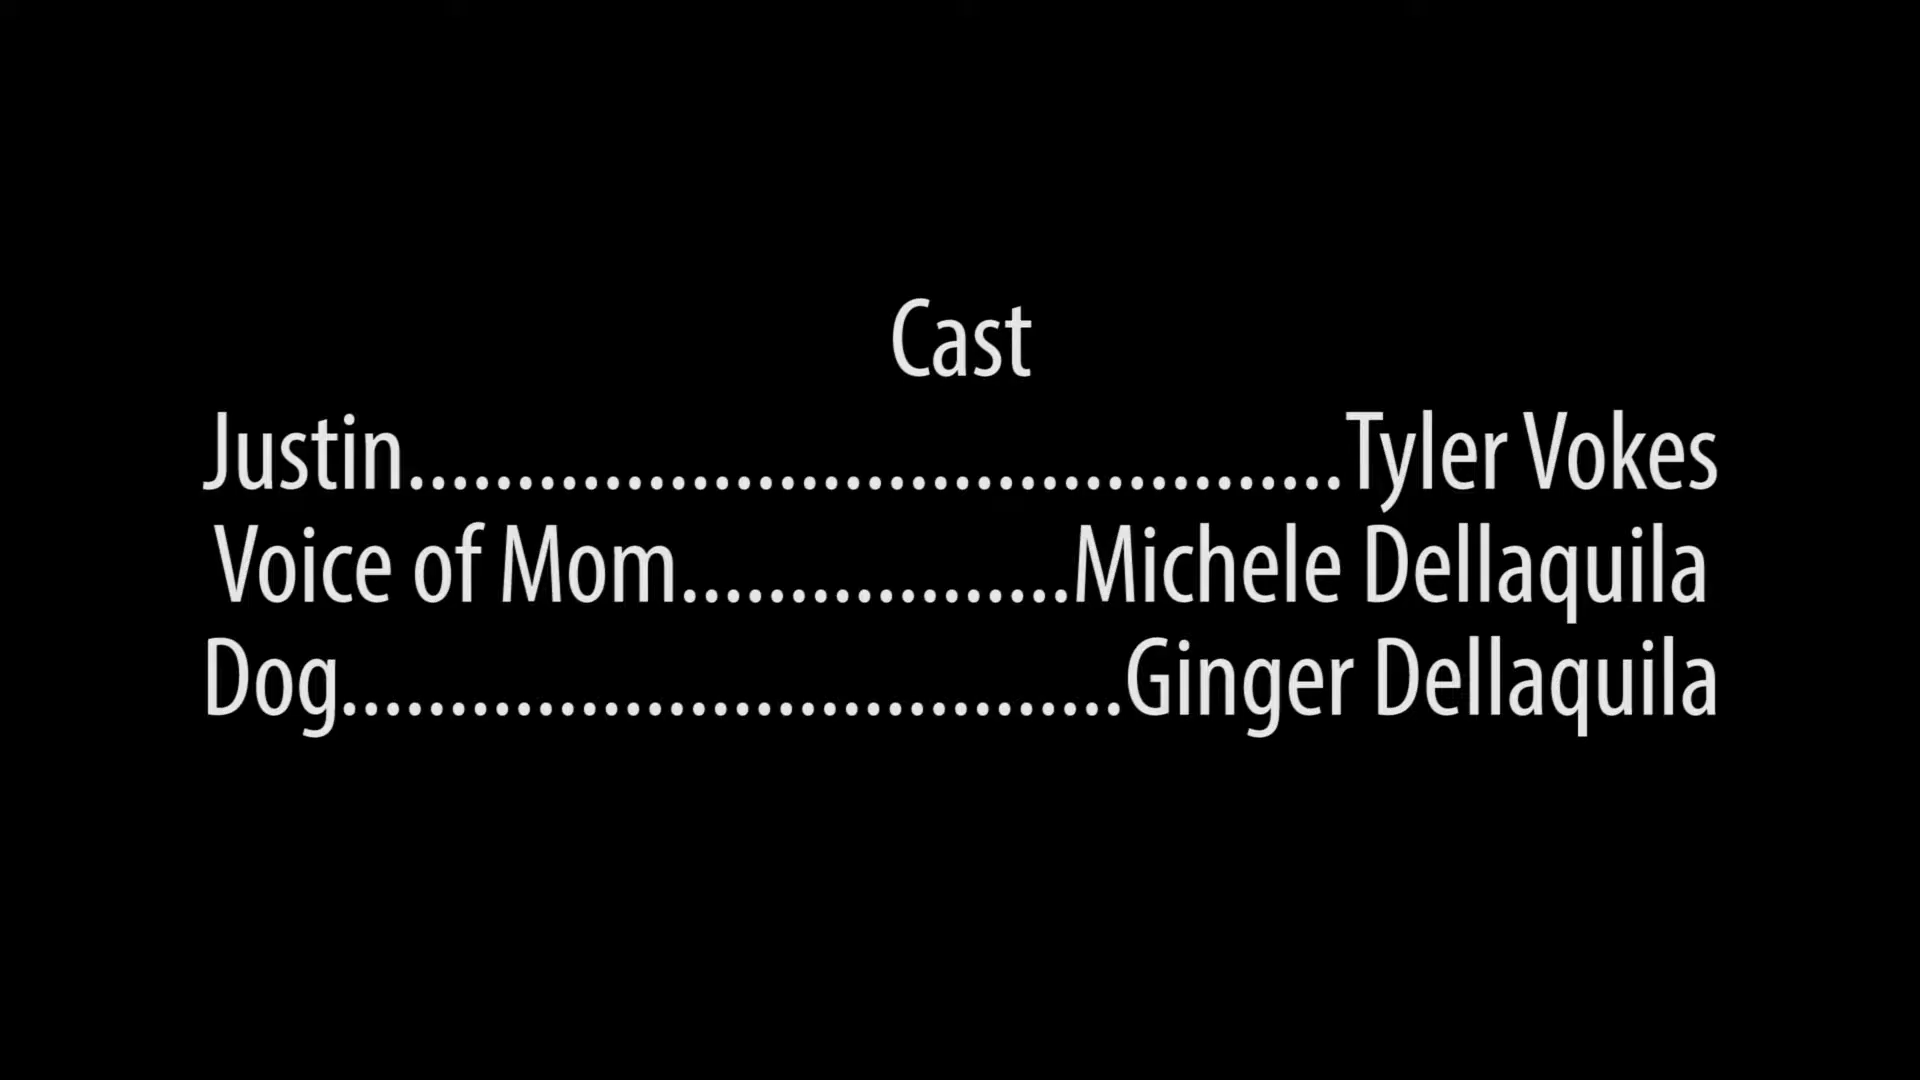 Cast
Justin...........................................Tyler Vokes
Voice of Mom..................Michele Dellaquila
Dog....................................Ginger Dellaquila